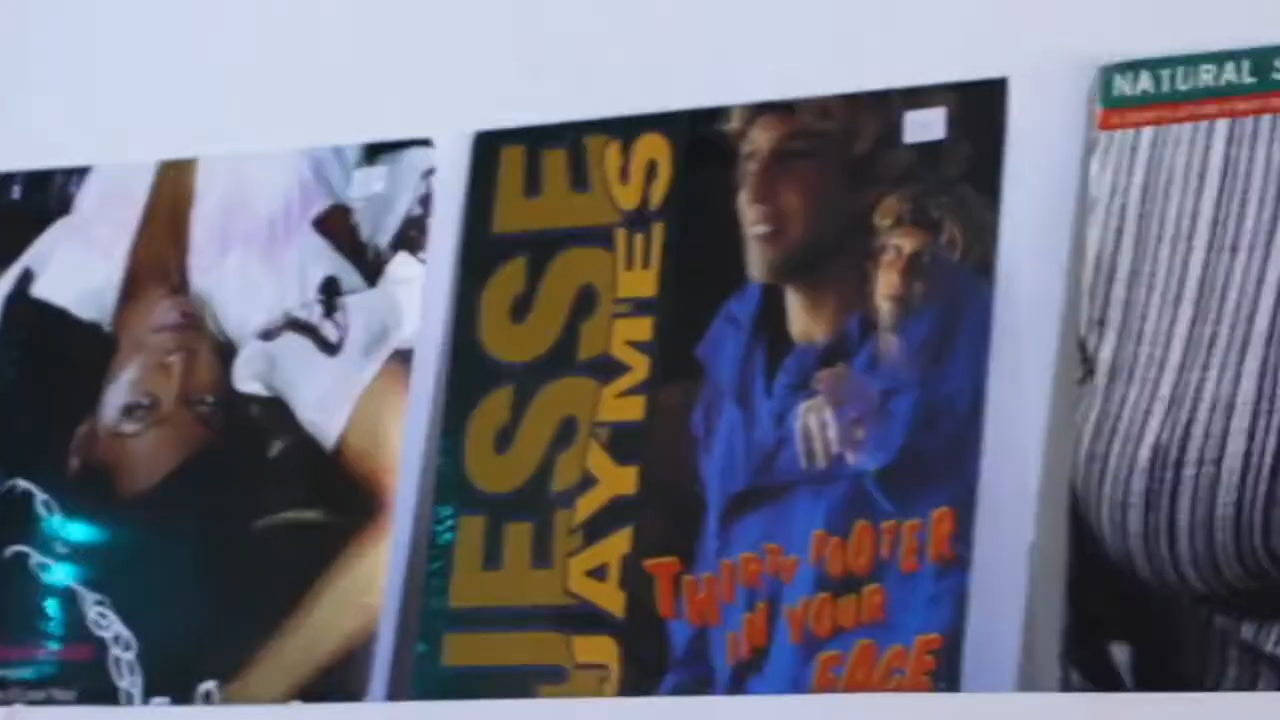 JESSE
JAYMES
THIRTY FOOTER
IN YOUR
FACE
NATURAL